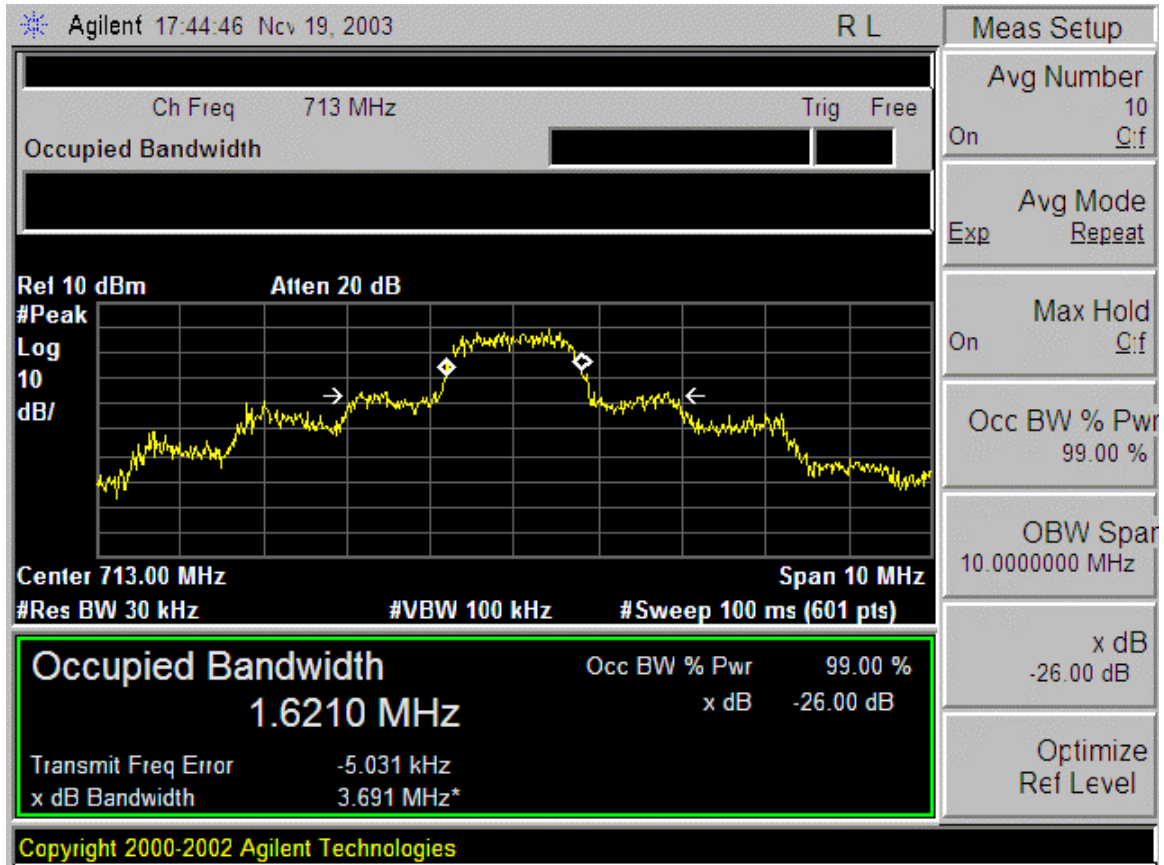 Agilent 17:44:46 Nov 19, 2003 R L
Ch Freq 713 MHz Trig Free
Occupied Bandwidth
Ref 10 dBm Atten 20 dB
#Peak
Log
10
dB/
Center 713.00 MHz Span 10 MHz
#Res BW 30 kHz #VBW 100 kHz #Sweep 100 ms (601 pts)
Occupied Bandwidth
1.6210 MHz
Occ BW % Pwr 99.00 %
x dB -26.00 dB
Transmit Freq Error -5.031 kHz
x dB Bandwidth 3.691 MHz*
Copyright 2000-2002 Agilent Technologies
Meas Setup
Avg Number
10
On Off
Avg Mode
Exp Repeat
Max Hold
On Off
Occ BW % Pwr
99.00 %
OBW Span
10.0000000 MHz
x dB
-26.00 dB
Optimize
Ref Level